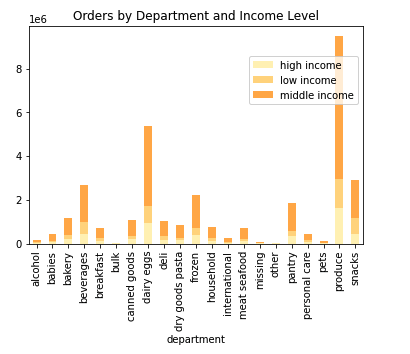 Orders by Department and Income Level
1e6
8
6
4
2
0
high income
low income
middle income
alcohol
babies
bakery
beverages
breakfast
bulk
canned goods
dairy eggs
deli
dry goods pasta
frozen
household
international
meat seafood
missing
other
pantry
personal care
pets
produce
snacks
department